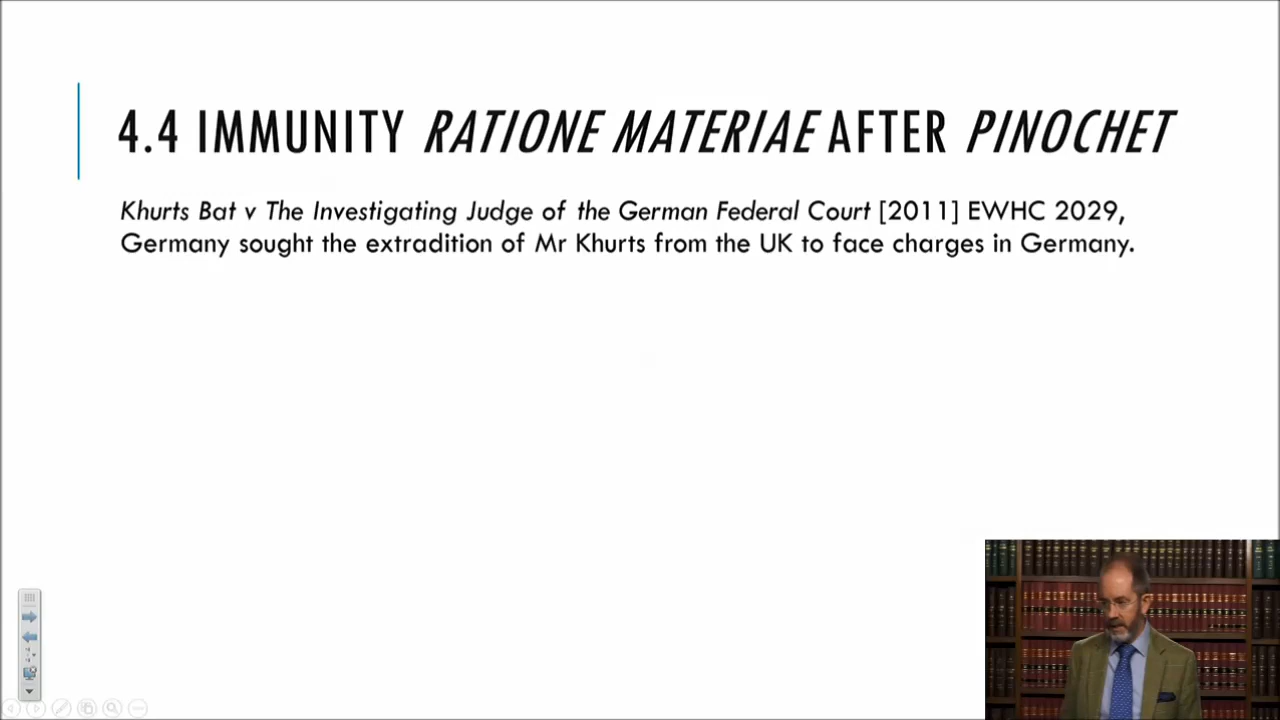 4.4 IMMUNITY RATIONE MATERIAE AFTER PINOCHET
Khurts Bat v The Investigating Judge of the German Federal Court [2011] EWHC 2029,
Germany sought the extradition of Mr Khurts from the UK to face charges in Germany.